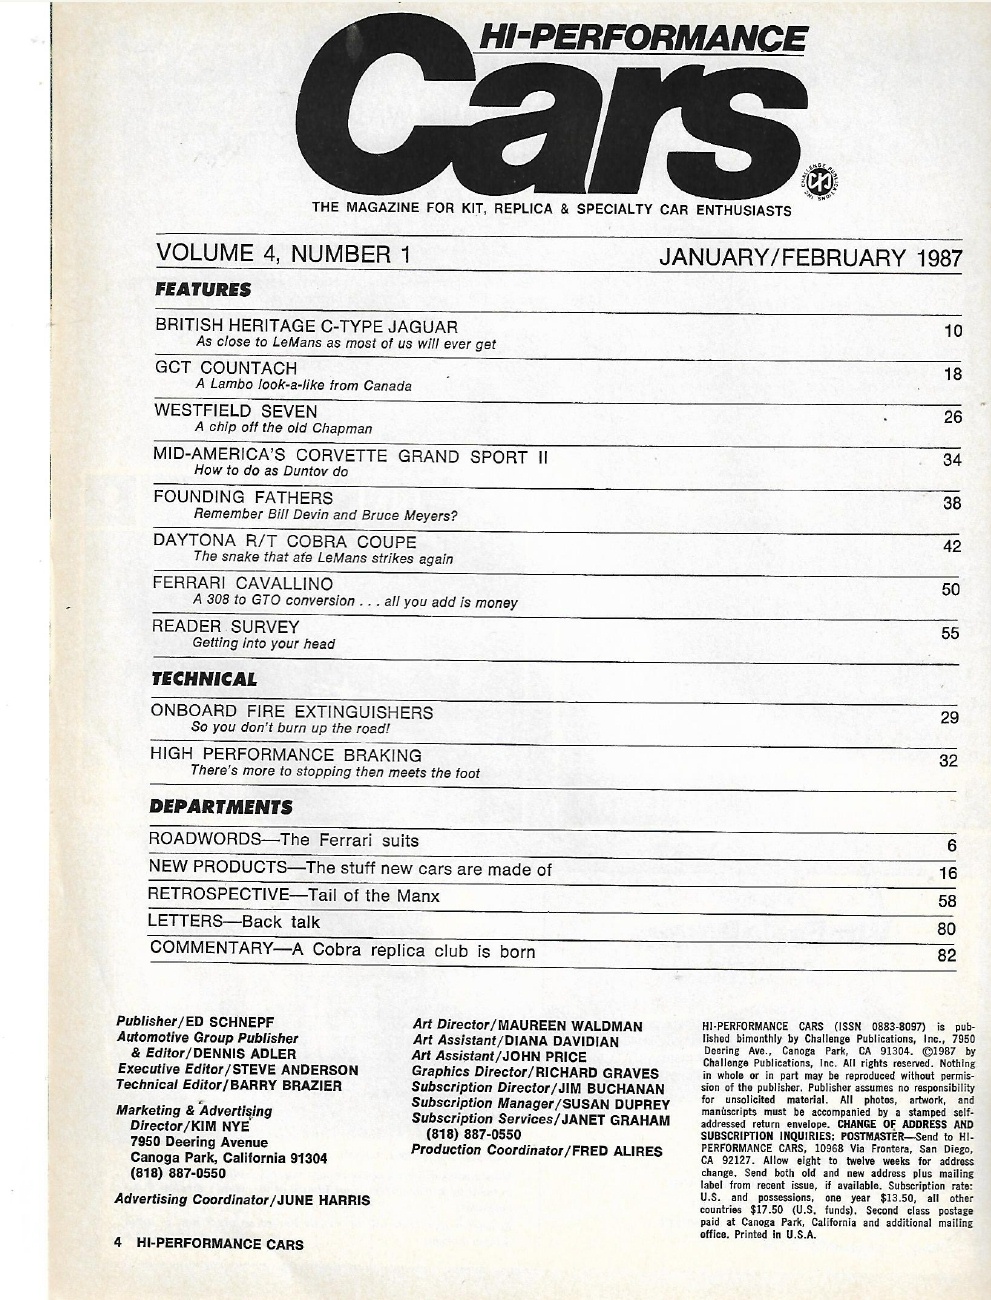 HI-PERFORMANCE
Cars
THE MAGAZINE FOR KIT, REPLICA & SPECIALTY CAR ENTHUSIASTS
VOLUME 4, NUMBER 1 JANUARY/FEBRUARY 1987
FEATURES
BRITISH HERITAGE C-TYPE JAGUAR 10
As close to LeMans as most of us will ever get
GCT COUNTACH 18
A Lambo look-a-like from Canada
WESTFIELD SEVEN 26
A chip off the old Chapman
MID-AMERICA'S CORVETTE GRAND SPORT II 34
How to do as Duntov do
FOUNDING FATHERS 38
Remember Bill Devin and Bruce Meyers?
DAYTONA R/T COBRA COUPE 42
The snake that ate LeMans strikes again
FERRARI CAVALLINO 50
A 308 to GTO conversion . . . all you add is money
READER SURVEY 55
Getting into your head
TECHNICAL
ONBOARD FIRE EXTINGUISHERS 29
So you don't burn up the road!
HIGH PERFORMANCE BRAKING 32
There's more to stopping then meets the foot
DEPARTMENTS
ROADWORDS—The Ferrari suits 6
NEW PRODUCTS—The stuff new cars are made of 16
RETROSPECTIVE—Tail of the Manx 58
LETTERS—Back talk 80
COMMENTARY—A Cobra replica club is born 82
Publisher/ED SCHNEPF
Automotive Group Publisher
& Editor/DENNIS ADLER
Executive Editor/STEVE ANDERSON
Technical Editor/BARRY BRAZIER
Marketing & Advertising
Director/KIM NYE
7950 Deering Avenue
Canoga Park, California 91304
(818) 887-0550
Advertising Coordinator/JUNE HARRIS
Art Director/MAUREEN WALDMAN
Art Assistant/DIANA DAVIDIAN
Art Assistant/JOHN PRICE
Graphics Director/RICHARD GRAVES
Subscription Director/JIM BUCHANAN
Subscription Manager/SUSAN DUPREY
Subscription Services/JANET GRAHAM
(818) 887-0550
Production Coordinator/FRED ALIRES
HI-PERFORMANCE CARS (ISSN 0883-8097) is pub-
lished bimonthly by Challenge Publications, Inc., 7950
Deering Ave., Canoga Park, CA 91304. ©1987 by
Challenge Publications, Inc. All rights reserved. Nothing
in whole or in part may be reproduced without permis-
sion of the publisher. Publisher assumes no responsibility
for unsolicited material. All photos, artwork, and
manuscripts must be accompanied by a stamped self-
addressed return envelope. CHANGE OF ADDRESS AND
SUBSCRIPTION INQUIRIES: POSTMASTER—Send to HI-
PERFORMANCE CARS, 10968 Via Frontera, San Diego,
CA 92127. Allow eight to twelve weeks for address
change. Send both old and new address plus mailing
label from recent issue, if available. Subscription rate:
U.S. and possessions, one year $13.50, all other
countries $17.50 (U.S. funds). Second class postage
paid at Canoga Park, California and additional mailing
office. Printed in U.S.A.
4 HI-PERFORMANCE CARS